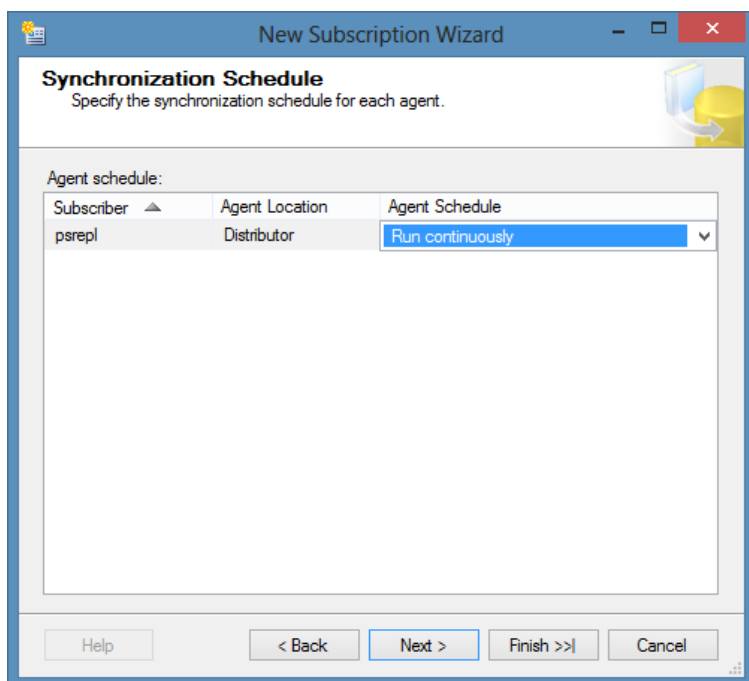 New Subscription Wizard
Synchronization Schedule
Specify the synchronization schedule for each agent.
Agent schedule:
Subscriber Agent Location Agent Schedule
psrepl Distributor Run continuously
Help < Back Next > Finish >>| Cancel